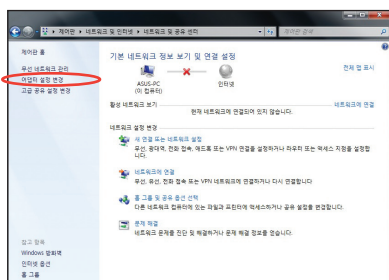 제어판 ▸ 네트워크 및 인터넷 ▸ 네트워크 및 공유 센터
제어판 검색
제어판 홈
무선 네트워크 관리
어댑터 설정 변경
고급 공유 설정 변경
기본 네트워크 정보 보기 및 연결 설정
전체 맵 표시
ASUS-PC
(이 컴퓨터)
인터넷
활성 네트워크 보기
네트워크에 연결
현재 네트워크에 연결되어 있지 않습니다.
네트워크 설정 변경
새 연결 또는 네트워크 설정
무선, 광대역, 전화 접속, 애드혹 또는 VPN 연결을 설정하거나 라우터 또는 액세스 지점을 설정합
니다.
네트워크에 연결
무선, 유선, 전화 접속 또는 VPN 네트워크에 연결하거나 다시 연결합니다.
홈 그룹 및 공유 옵션 선택
다른 네트워크 컴퓨터에 있는 파일과 프린터에 액세스하거나 공유 설정을 변경합니다.
문제 해결
네트워크 문제를 진단 및 해결하거나 문제 해결 정보를 얻습니다.
참고 항목
Windows 방화벽
인터넷 옵션
홈 그룹